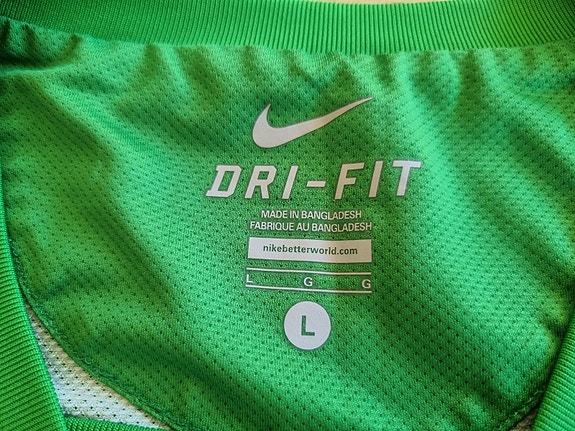 DRI-FIT
MADE IN BANGLADESH
FABRIQUE AU BANGLADESH
nikebetterworld.com
L G G
L